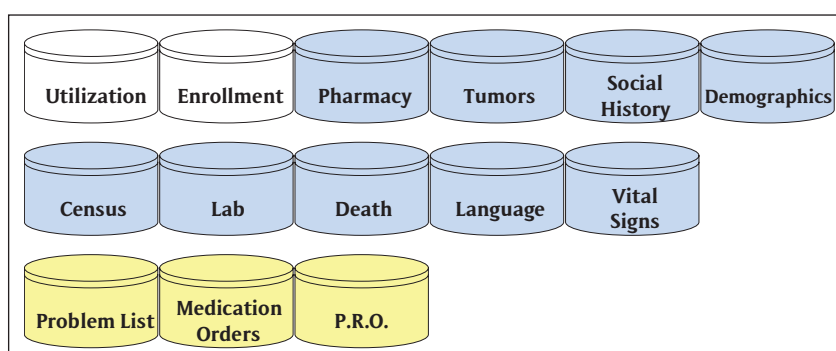 Utilization
Enrollment
Pharmacy
Tumors
Social
History
Demographics
Census
Lab
Death
Language
Vital
Signs
Problem List
Medication
Orders
P.R.O.